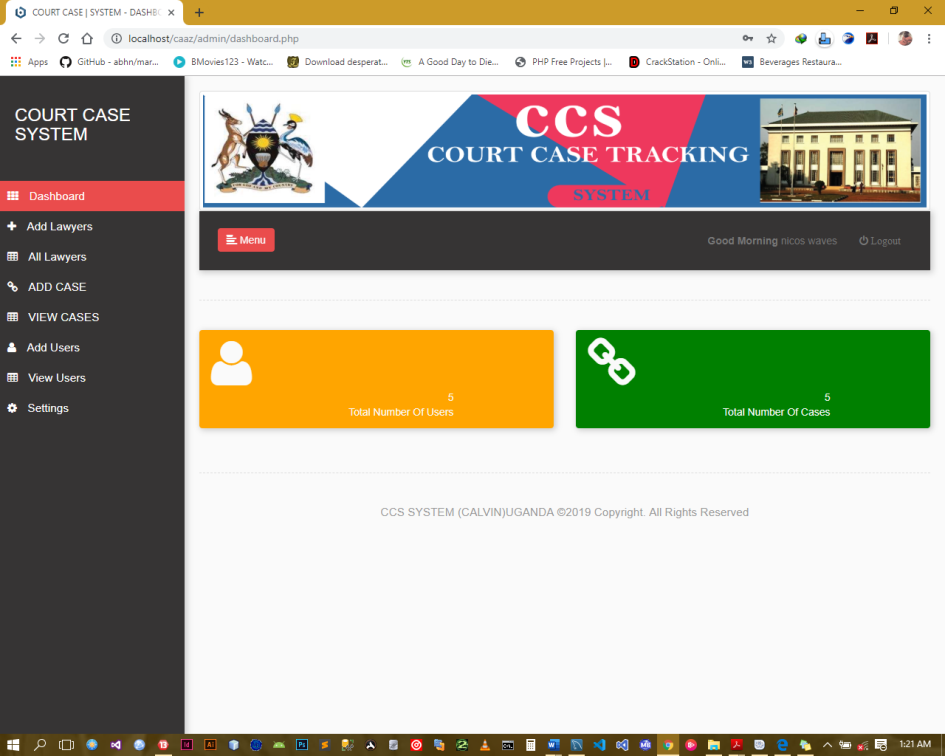 COURT CASE | SYSTEM - DASHBO
localhost/caaz/admin/dashboard.php
Apps
GitHub - abhn/mar...
BMovies123 - Watc...
Download desperat...
A Good Day to Die...
PHP Free Projects |...
CrackStation - Onli...
Beverages Restaura...
COURT CASE
SYSTEM
Dashboard
Add Lawyers
All Lawyers
ADD CASE
VIEW CASES
Add Users
View Users
Settings
CCS
COURT CASE TRACKING
SYSTEM
Menu
Good Morning nicos waves
Logout
5
Total Number Of Users
5
Total Number Of Cases
CCS SYSTEM (CALVIN)UGANDA ©2019 Copyright. All Rights Reserved
1:21 AM